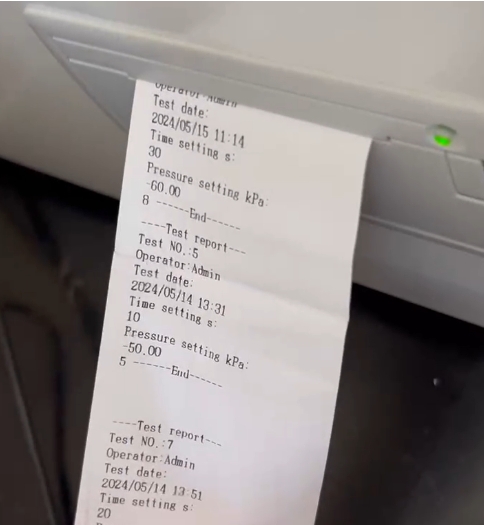 Operator:Admin
Test date:
2024/05/15 11:14
Time setting s:
30
Pressure setting kPa:
-60.00
8 ------End------
----Test report---
Test NO.:5
Operator:Admin
Test date:
2024/05/14 13:31
Time setting s:
10
Pressure setting kPa:
-50.00
5 ------End------
----Test report---
Test NO.:7
Operator:Admin
Test date:
2024/05/14 13:51
Time setting s:
20